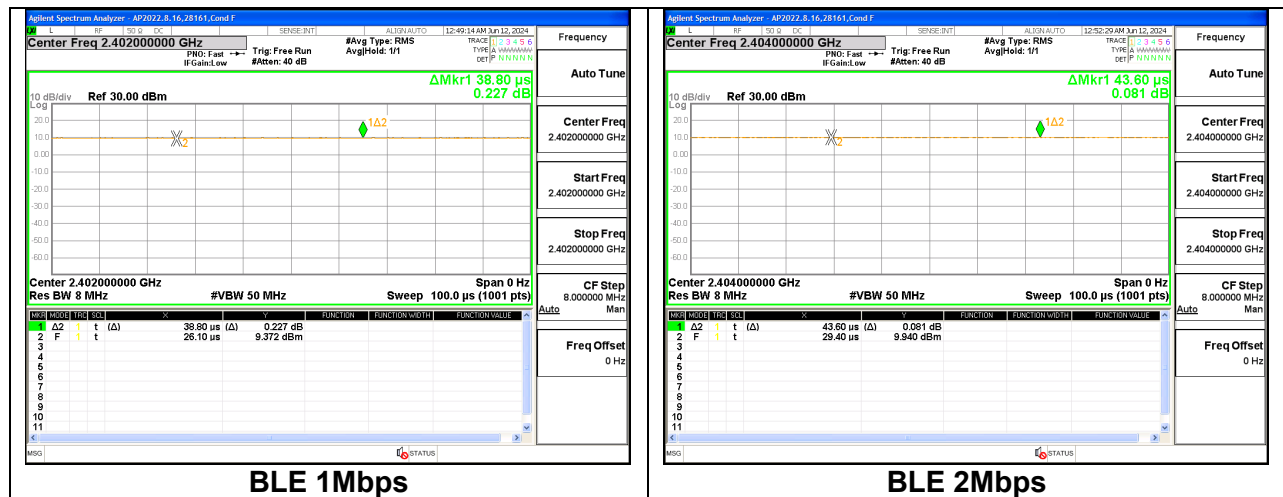 Agilent Spectrum Analyzer - AP2022.8.16,28161,Cond F
L RF 50 Ω DC SENSE:INT ALIGNAUTO 12:49:14 AM Jun 12, 2024
Center Freq 2.402000000 GHz
PNO: Fast
IFGain:Low
Trig: Free Run
#Atten: 40 dB
#Avg Type: RMS
Avg|Hold: 1/1
TRACE 1 2 3 4 5 6
TYPE A WWWWW
DET P N N N N N
ΔMkr1 38.80 µs
0.227 dB
10 dB/div Ref 30.00 dBm
Log
20.0
10.0
0.00
-10.0
-20.0
-30.0
-40.0
-50.0
-60.0
1Δ2
2
Center 2.402000000 GHz Span 0 Hz
Res BW 8 MHz #VBW 50 MHz Sweep 100.0 µs (1001 pts)
MKR MODE TRC SCL X Y FUNCTION FUNCTION WIDTH FUNCTION VALUE
1 Δ2 1 t (Δ) 38.80 µs (Δ) 0.227 dB
2 F 1 t 26.10 µs 9.372 dBm
3
4
5
6
7
8
9
10
11
MSG STATUS
Frequency
Auto Tune
Center Freq
2.402000000 GHz
Start Freq
2.402000000 GHz
Stop Freq
2.402000000 GHz
CF Step
8.000000 MHz
Auto Man
Freq Offset
0 Hz
BLE 1Mbps
Agilent Spectrum Analyzer - AP2022.8.16,28161,Cond F
L RF 50 Ω DC SENSE:INT ALIGNAUTO 12:52:29 AM Jun 12, 2024
Center Freq 2.404000000 GHz
PNO: Fast
IFGain:Low
Trig: Free Run
#Atten: 40 dB
#Avg Type: RMS
Avg|Hold: 1/1
TRACE 1 2 3 4 5 6
TYPE A WWWWW
DET P N N N N N
ΔMkr1 43.60 µs
0.081 dB
10 dB/div Ref 30.00 dBm
Log
20.0
10.0
0.00
-10.0
-20.0
-30.0
-40.0
-50.0
-60.0
1Δ2
2
Center 2.404000000 GHz Span 0 Hz
Res BW 8 MHz #VBW 50 MHz Sweep 100.0 µs (1001 pts)
MKR MODE TRC SCL X Y FUNCTION FUNCTION WIDTH FUNCTION VALUE
1 Δ2 1 t (Δ) 43.60 µs (Δ) 0.081 dB
2 F 1 t 29.40 µs 9.940 dBm
3
4
5
6
7
8
9
10
11
MSG STATUS
Frequency
Auto Tune
Center Freq
2.404000000 GHz
Start Freq
2.404000000 GHz
Stop Freq
2.404000000 GHz
CF Step
8.000000 MHz
Auto Man
Freq Offset
0 Hz
BLE 2Mbps